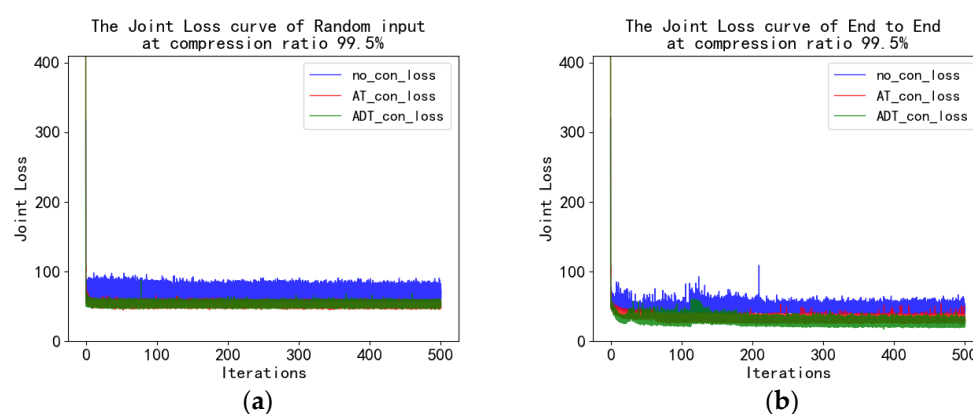 The Joint Loss curve of Random input
at compression ratio 99.5%
400
300
200
100
0
Joint Loss
no_con_loss
AT_con_loss
ADT_con_loss
0 100 200 300 400 500
Iterations
(a)
The Joint Loss curve of End to End
at compression ratio 99.5%
400
300
200
100
0
Joint Loss
no_con_loss
AT_con_loss
ADT_con_loss
0 100 200 300 400 500
Iterations
(b)